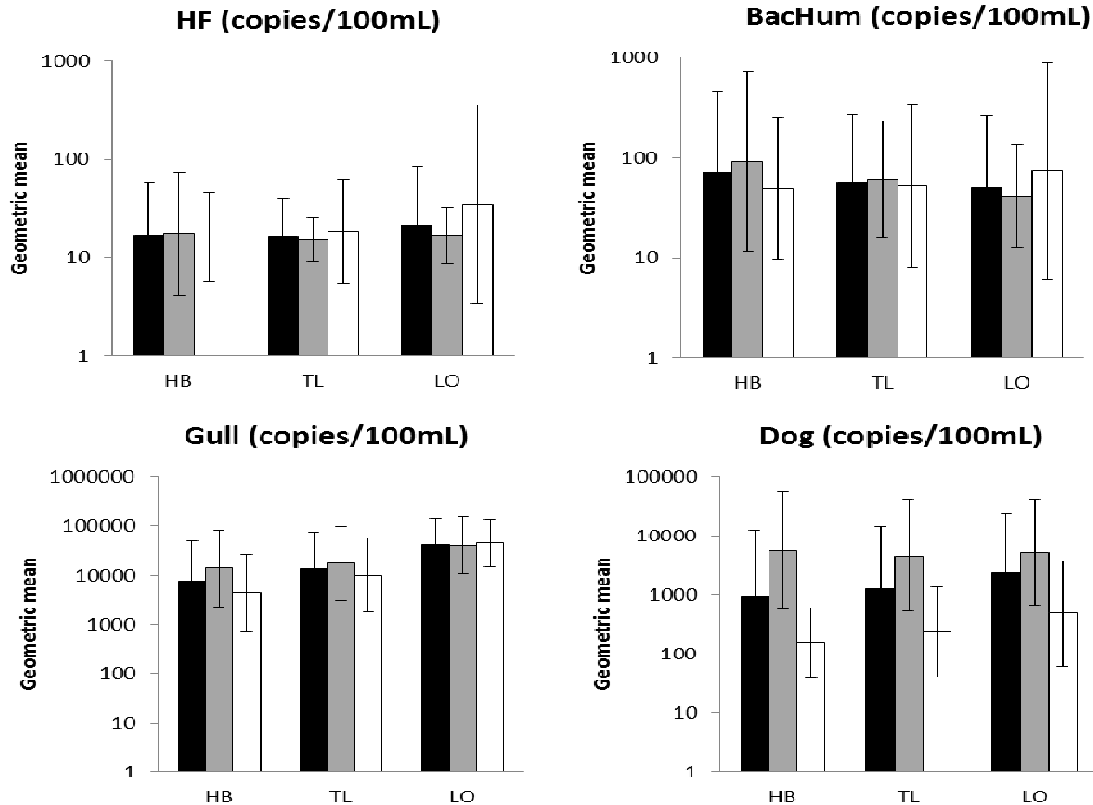 HF (copies/100mL)
1000
100
10
1
Geometric mean
HB TL LO
BacHum (copies/100mL)
1000
100
10
1
Geometric mean
HB TL LO
Gull (copies/100mL)
1000000
100000
10000
1000
100
10
1
Geometric mean
HB TL LO
Dog (copies/100mL)
100000
10000
1000
100
10
1
Geometric mean
HB TL LO